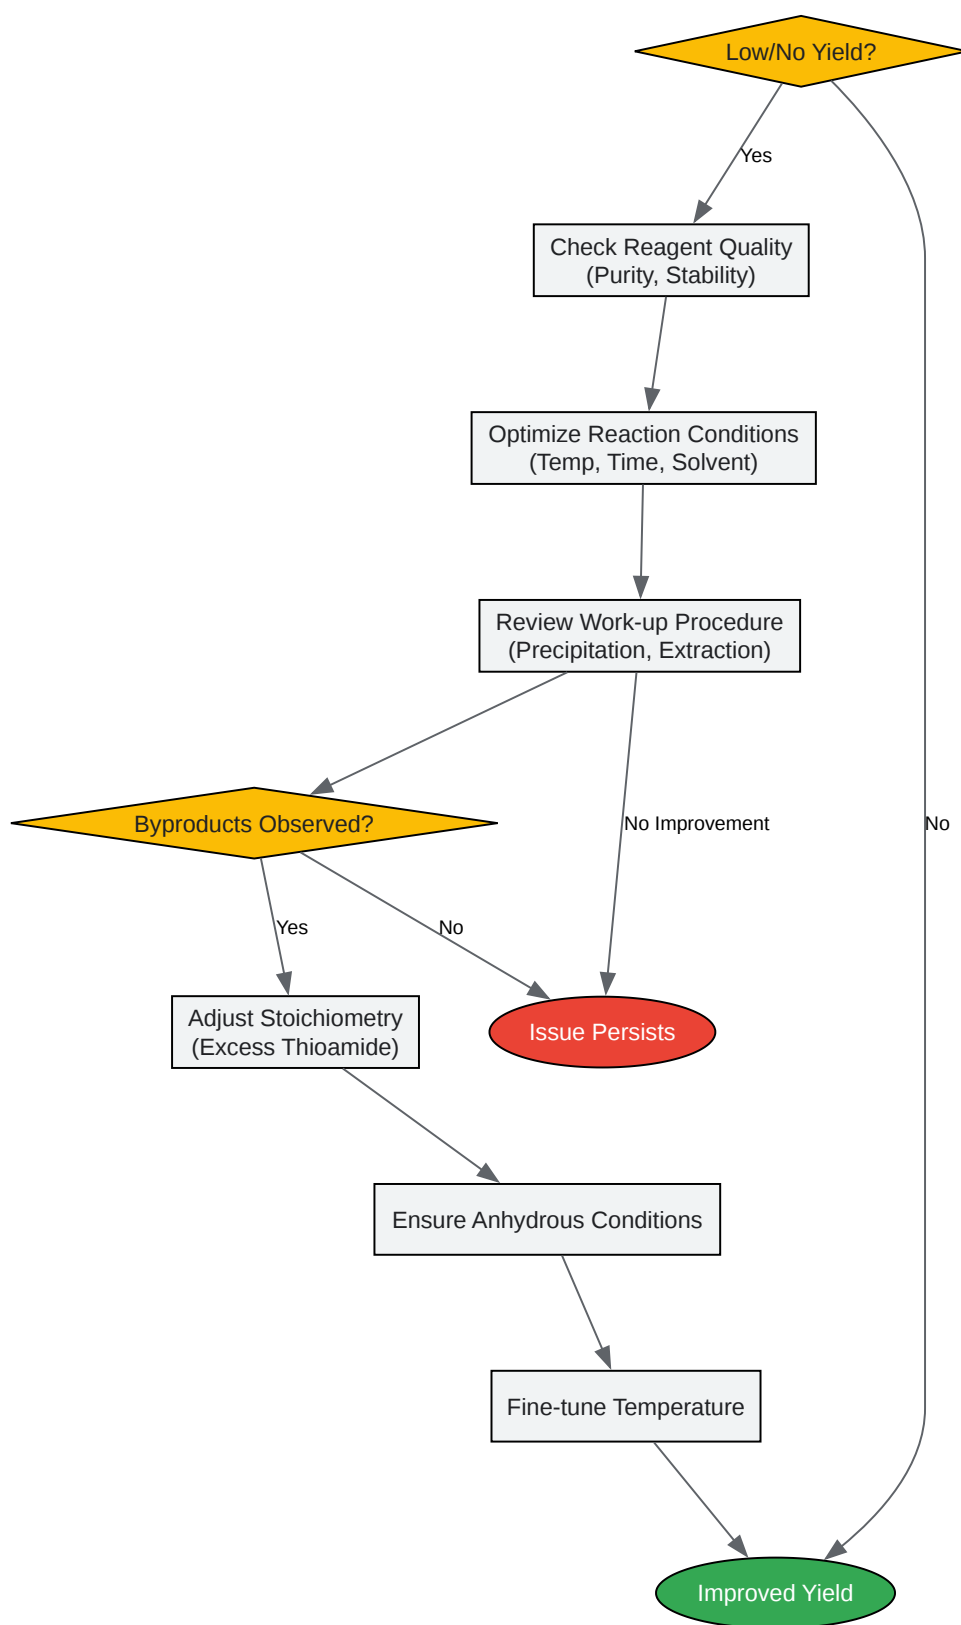 Low/No Yield?
Yes
Check Reagent Quality
(Purity, Stability)
Optimize Reaction Conditions
(Temp, Time, Solvent)
Review Work-up Procedure
(Precipitation, Extraction)
Byproducts Observed?
No Improvement
No
Yes
No
Adjust Stoichiometry
(Excess Thioamide)
Issue Persists
Ensure Anhydrous Conditions
Fine-tune Temperature
Improved Yield